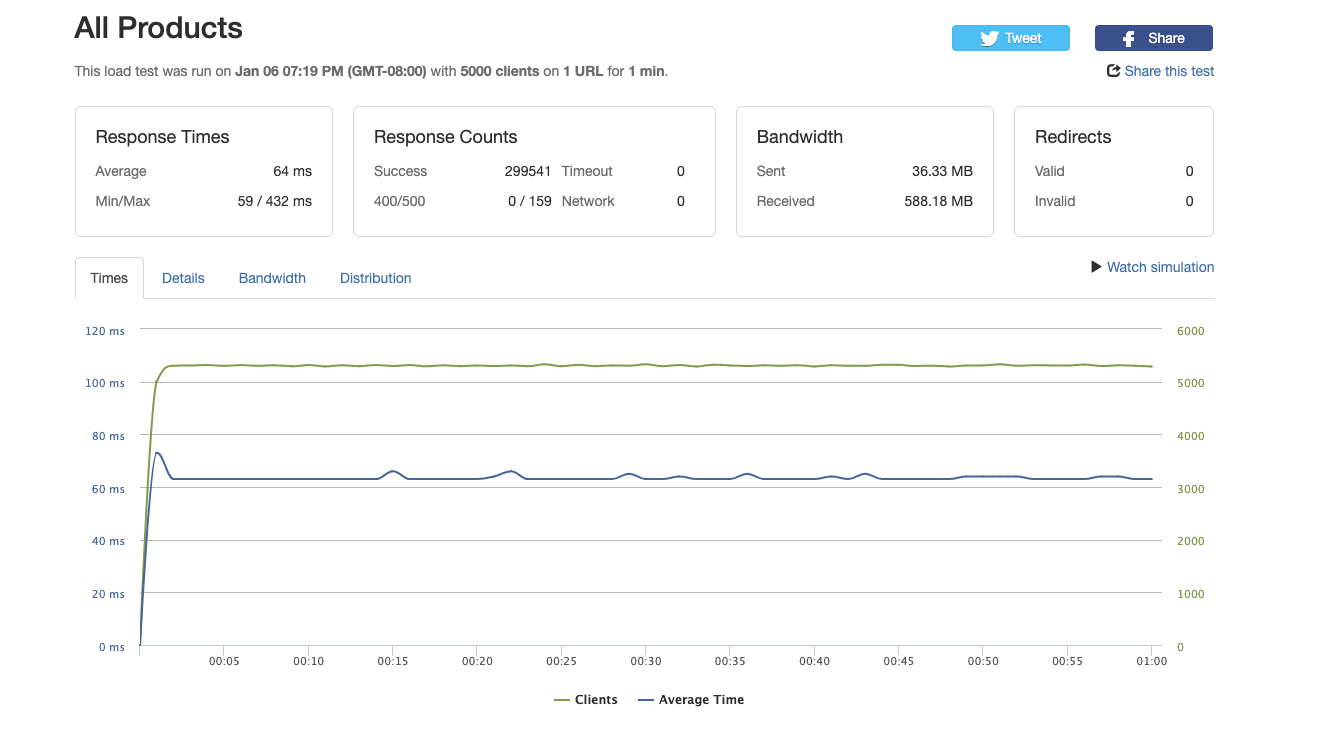 All Products
Tweet
Share
This load test was run on Jan 06 07:19 PM (GMT-08:00) with 5000 clients on 1 URL for 1 min.
Share this test
Response Times
Average 64 ms
Min/Max 59 / 432 ms
Response Counts
Success 299541 Timeout 0
400/500 0 / 159 Network 0
Bandwidth
Sent 36.33 MB
Received 588.18 MB
Redirects
Valid 0
Invalid 0
Times Details Bandwidth Distribution
Watch simulation
120 ms 6000
100 ms 5000
80 ms 4000
60 ms 3000
40 ms 2000
20 ms 1000
0 ms 0
00:05 00:10 00:15 00:20 00:25 00:30 00:35 00:40 00:45 00:50 00:55 01:00
Clients Average Time